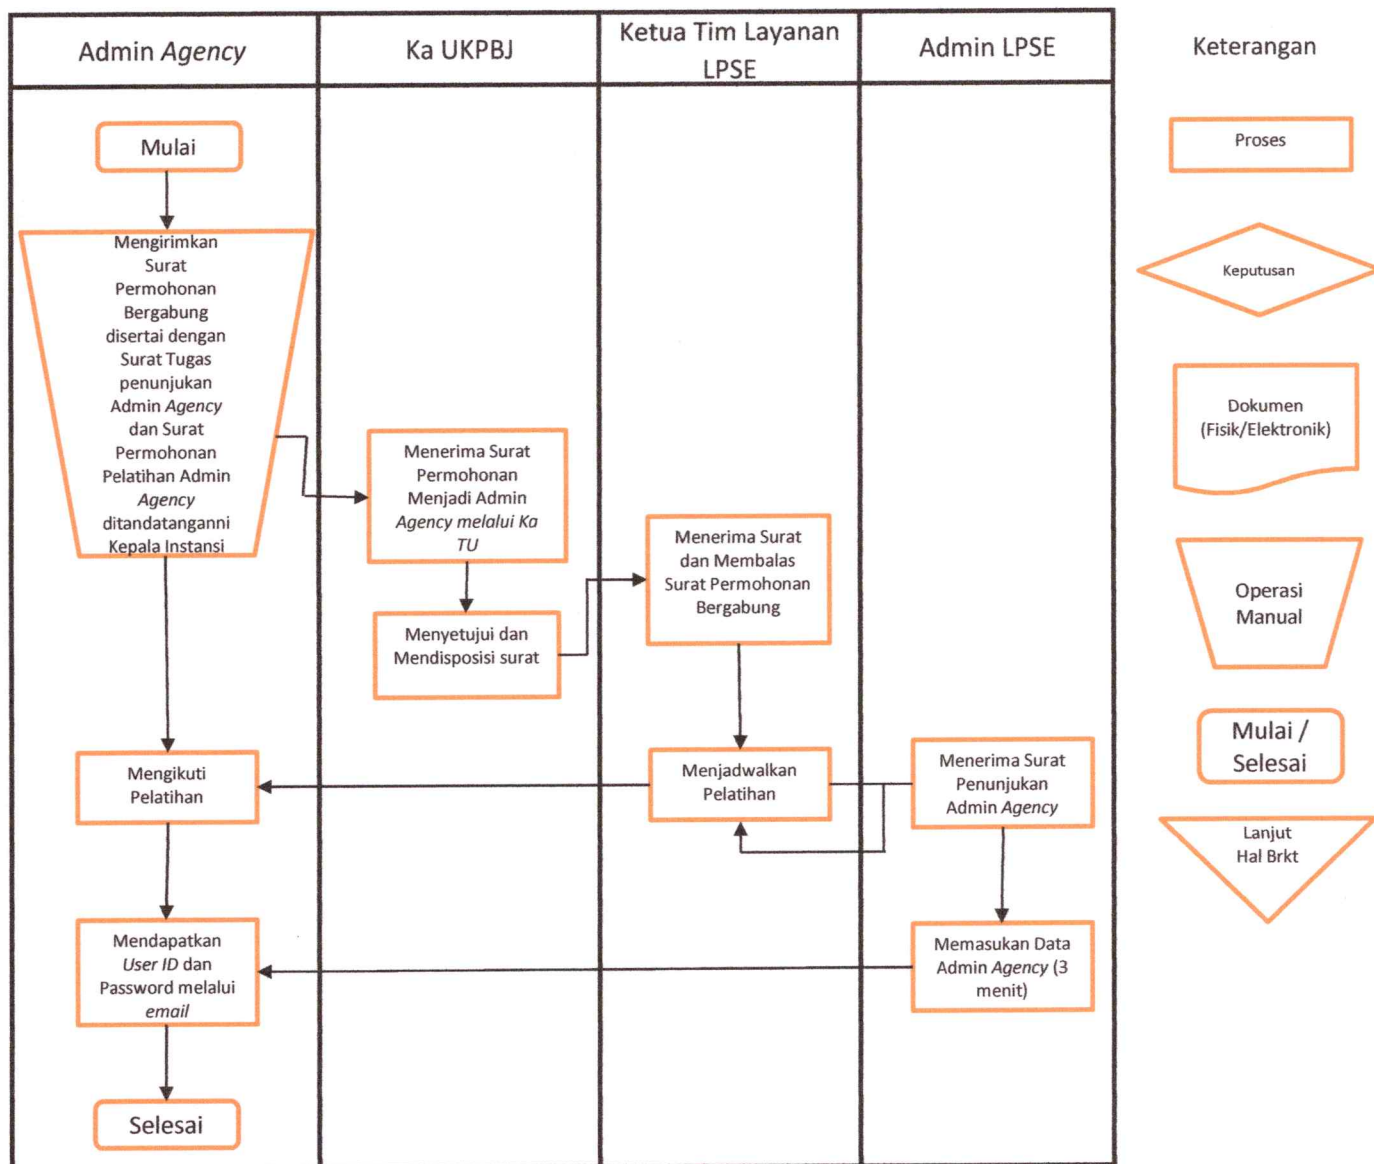 Admin Agency
Ka UKPBJ
Ketua Tim Layanan
LPSE
Admin LPSE
Keterangan
Mulai
Mengirimkan
Surat
Permohonan
Bergabung
disertai dengan
Surat Tugas
penunjukan
Admin Agency
dan Surat
Permohonan
Pelatihan Admin
Agency
ditandatanganni
Kepala Instansi
Menerima Surat
Permohonan
Menjadi Admin
Agency melalui Ka
TU
Menyetujui dan
Mendisposisi surat
Menerima Surat
dan Membalas
Surat Permohonan
Bergabung
Mengikuti
Pelatihan
Menjadwalkan
Pelatihan
Menerima Surat
Penunjukan
Admin Agency
Mendapatkan
User ID dan
Password melalui
email
Memasukan Data
Admin Agency (3
menit)
Selesai
Proses
Keputusan
Dokumen
(Fisik/Elektronik)
Operasi
Manual
Mulai /
Selesai
Lanjut
Hal Brkt